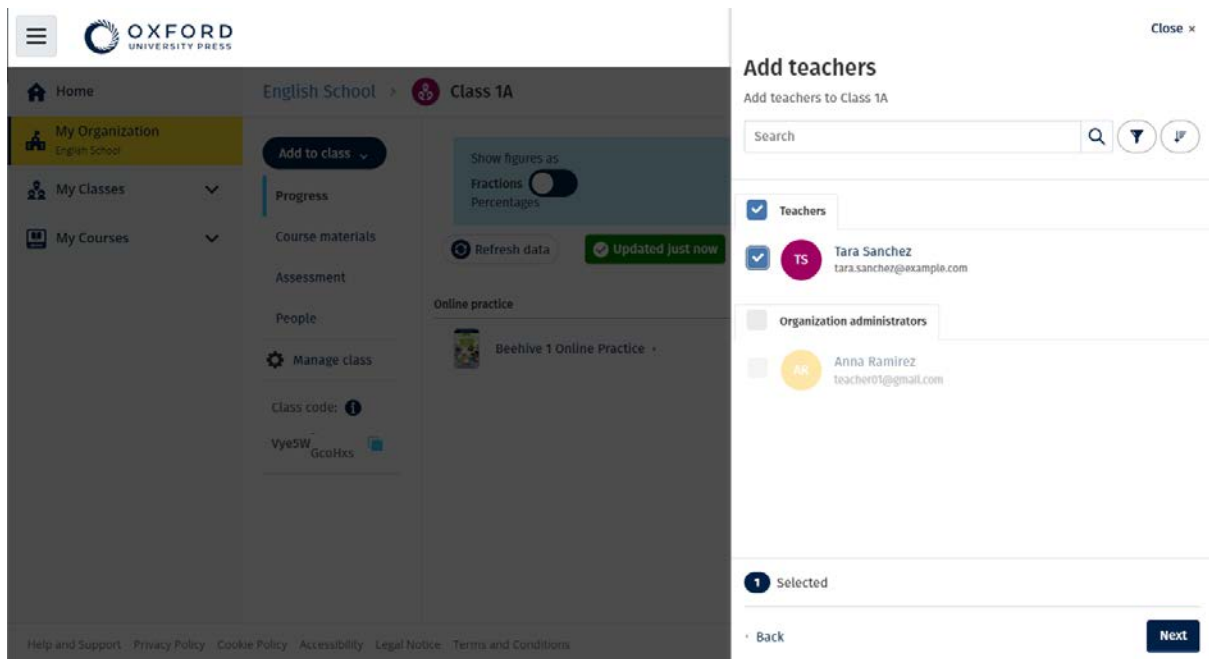 OXFORD
UNIVERSITY PRESS
Home
My Organization
English School
My Classes
My Courses
English School > Class 1A
Add to class
Progress
Course materials
Assessment
People
Manage class
Class code:
Vye5W-
GcoHxs
Show figures as
Fractions
Percentages
Refresh data
Updated just now
Online practice
Beehive 1 Online Practice
Help and Support Privacy Policy Cookie Policy Accessibility Legal Notice Terms and Conditions
Close ×
Add teachers
Add teachers to Class 1A
Search
Teachers
TS
Tara Sanchez
tara.sanchez@example.com
Organization administrators
AR
Anna Ramirez
teacher01@gmail.com
1 Selected
Back
Next